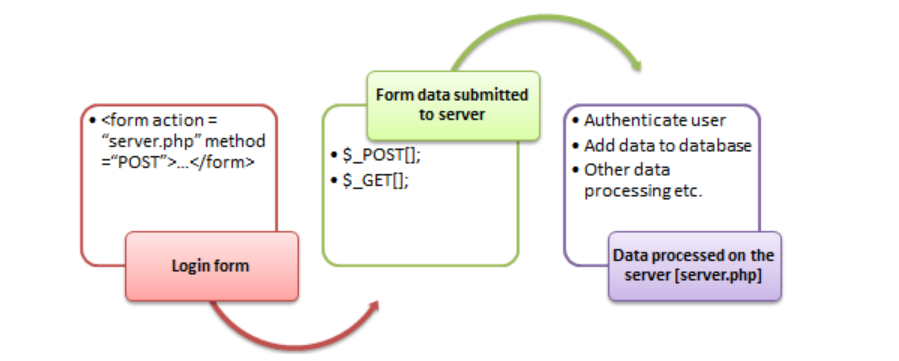 • <form action =
“server.php” method
=“POST”>...</form>
Login form
Form data submitted
to server
• $_POST[];
• $_GET[];
• Authenticate user
• Add data to database
• Other data
processing etc.
Data processed on the
server [server.php]